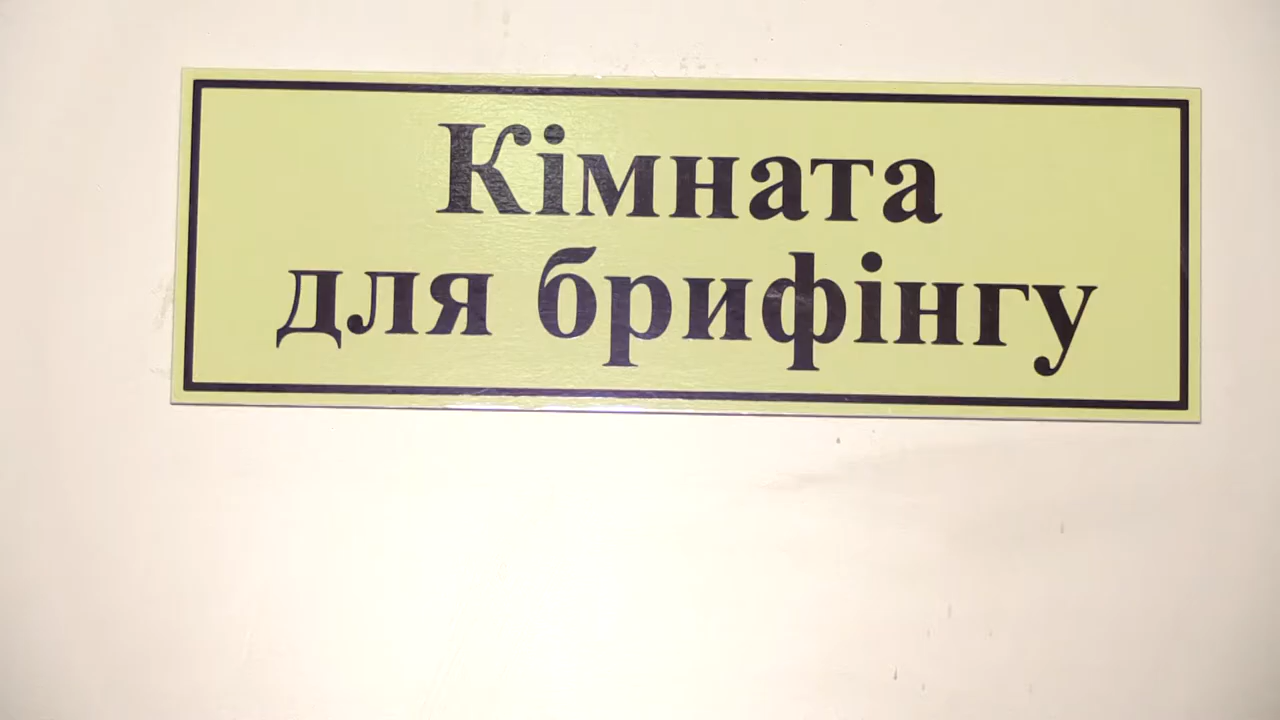 Кімната
для брифінгу